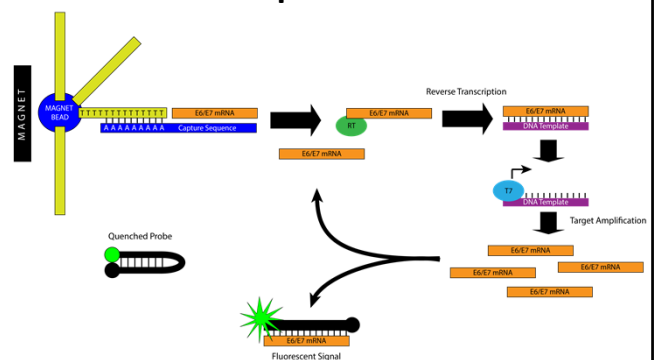 MAGNET
MAGNET
BEAD
TTTTTTTTTTTTTT
E6/E7 mRNA
AAAAAAAAA
Capture Sequence
E6/E7 mRNA
RT
E6/E7 mRNA
Reverse Transcription
E6/E7 mRNA
DNA Template
T7
DNA Template
Target Amplification
E6/E7 mRNA
E6/E7 mRNA
E6/E7 mRNA
E6/E7 mRNA
Quenched Probe
E6/E7 mRNA
Fluorescent Signal